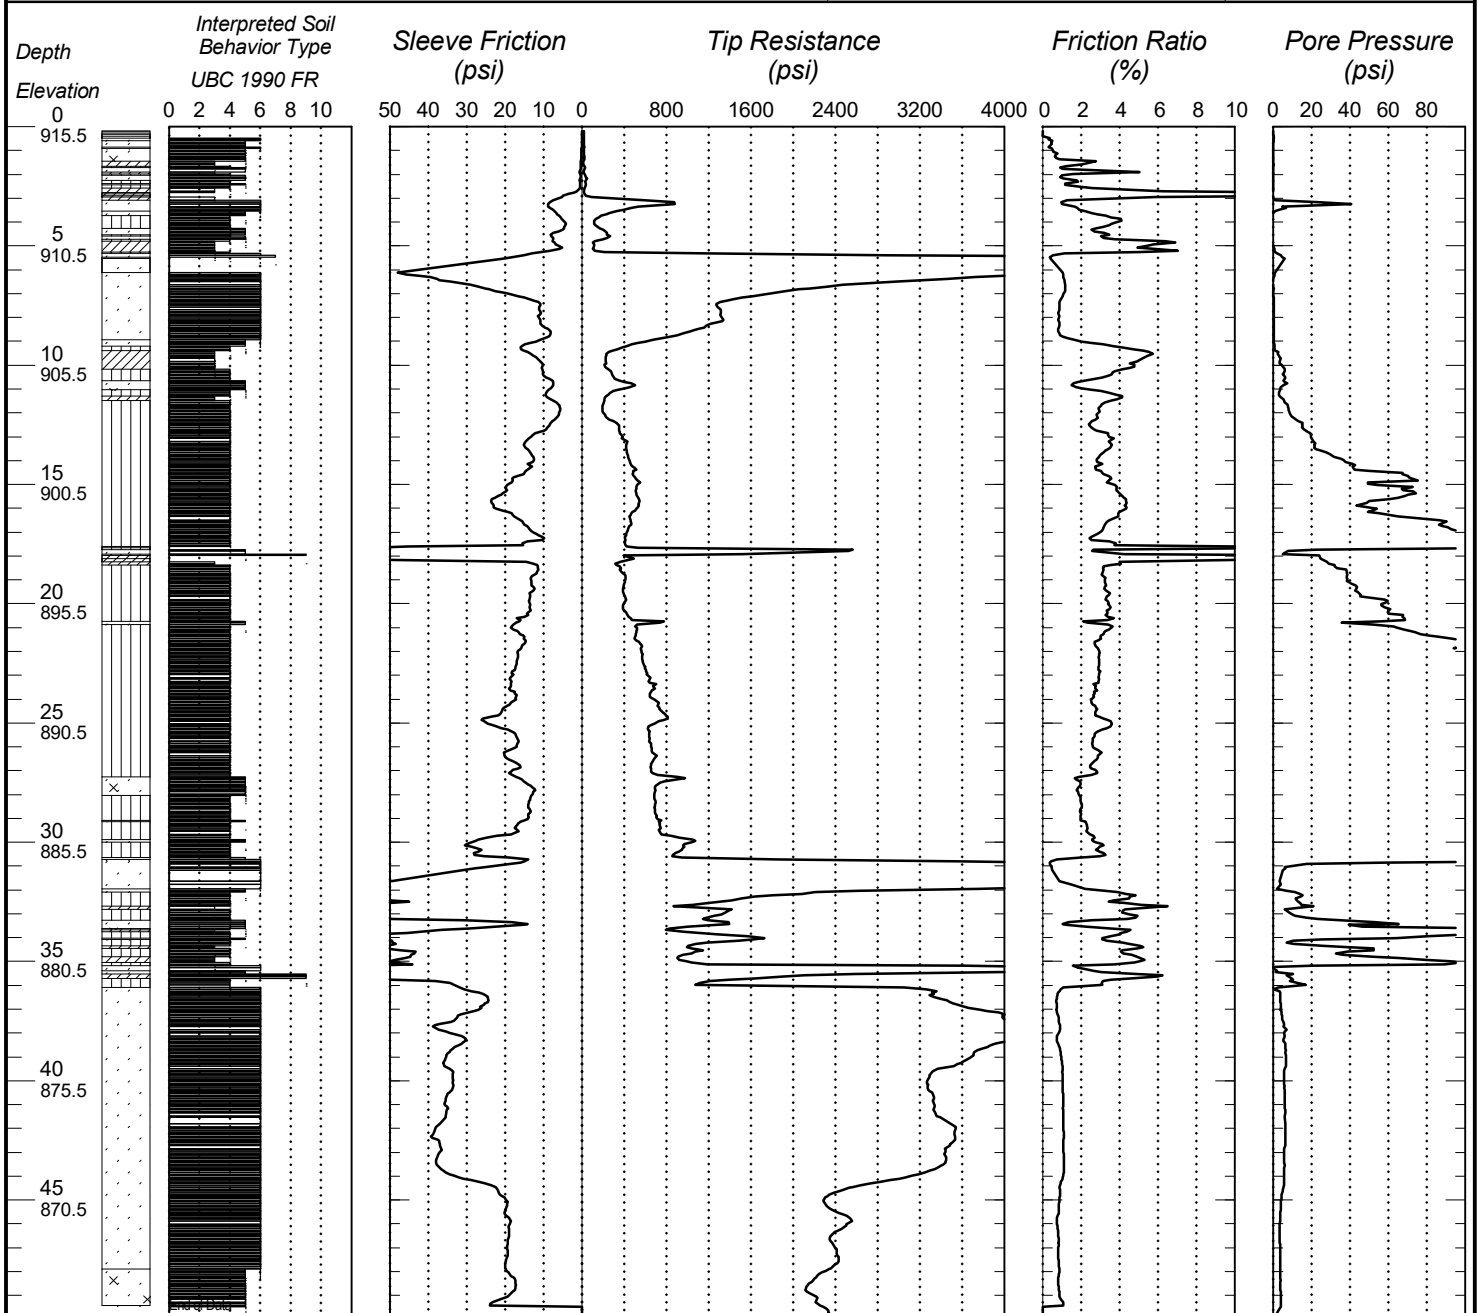 Depth
Elevation
Interpreted Soil
Behavior Type
UBC 1990 FR
Sleeve Friction
(psi)
Tip Resistance
(psi)
Friction Ratio
(%)
Pore Pressure
(psi)
0 2 4 6 8 10
50 40 30 20 10 0
800 1600 2400 3200 4000
0 2 4 6 8 10
0 20 40 60 80
0
915.5
5
910.5
10
905.5
15
900.5
20
895.5
25
890.5
30
885.5
35
880.5
40
875.5
45
870.5
End of Data